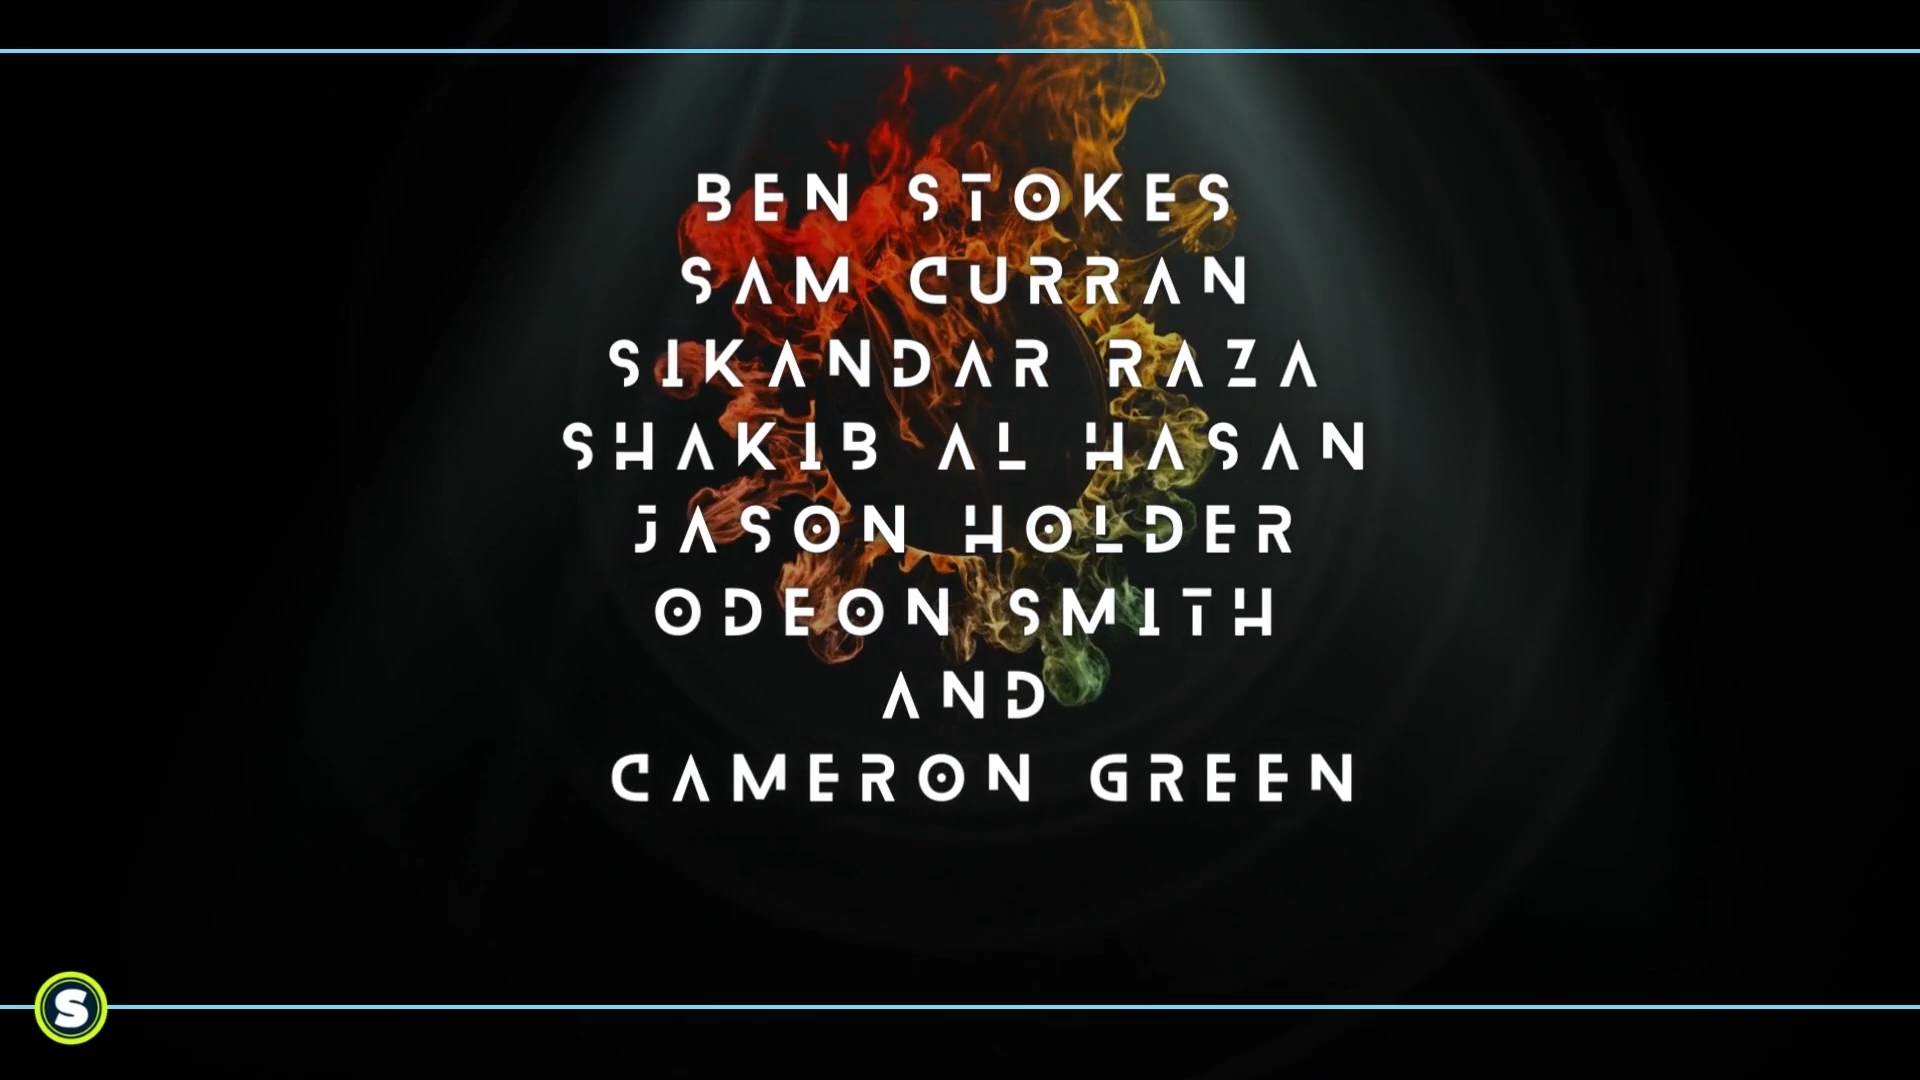 BEN STOKES
SAM CURRAN
SIKANDAR RAZA
SHAKIB AL HASAN
JASON HOLDER
ODEON SMITH
AND
CAMERON GREEN
S